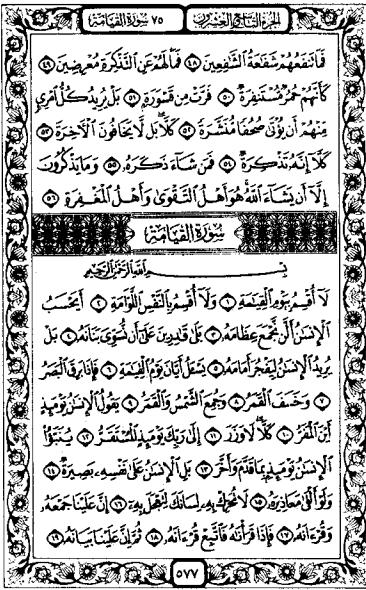 ٧٥ سُورَةُ القِيَامَةِ
الجزء التاسع والعشرون
فَمَا تَنفَعُهُمْ شَفَٰعَةُ ٱلشَّٰفِعِينَ ٤٨ فَمَا لَهُمْ عَنِ ٱلتَّذْكِرَةِ مُعْرِضِينَ ٤٩
كَأَنَّهُمْ حُمُرٌ مُّسْتَنفِرَةٌ ٥٠ فَرَّتْ مِن قَسْوَرَةٍۭ ٥١ بَلْ يُرِيدُ كُلُّ ٱمْرِئٍ
مِّنْهُمْ أَن يُؤْتَىٰ صُحُفًا مُّنَشَّرَةً ٥٢ كَلَّا بَل لَّا يَخَافُونَ ٱلْءَاخِرَةَ ٥٣
كَلَّآ إِنَّهُۥ تَذْكِرَةٌ ٥٤ فَمَن شَآءَ ذَكَرَهُۥ ٥٥ وَمَا يَذْكُرُونَ
إِلَّآ أَن يَشَآءَ ٱللَّهُ هُوَ أَهْلُ ٱلتَّقْوَىٰ وَأَهْلُ ٱلْمَغْفِرَةِ ٥٦
سُورَةُ القِيَامَةِ
بِسْمِ ٱللَّهِ ٱلرَّحْمَٰنِ ٱلرَّحِيمِ
لَآ أُقْسِمُ بِيَوْمِ ٱلْقِيَٰمَةِ ١ وَلَآ أُقْسِمُ بِٱلنَّفْسِ ٱللَّوَّامَةِ ٢ أَيَحْسَبُ
ٱلْإِنسَٰنُ أَلَّن نَّجْمَعَ عِظَامَهُۥ ٣ بَلَىٰ قَٰدِرِينَ عَلَىٰٓ أَن نُّسَوِّىَ بَنَانَهُۥ ٤ بَلْ
يُرِيدُ ٱلْإِنسَٰنُ لِيَفْجُرَ أَمَامَهُۥ ٥ يَسْـَٔلُ أَيَّانَ يَوْمُ ٱلْقِيَٰمَةِ ٦ فَإِذَا بَرِقَ ٱلْبَصَرُ
٧ وَخَسَفَ ٱلْقَمَرُ ٨ وَجُمِعَ ٱلشَّمْسُ وَٱلْقَمَرُ ٩ يَقُولُ ٱلْإِنسَٰنُ يَوْمَئِذٍ
أَيْنَ ٱلْمَفَرُّ ١٠ كَلَّا لَا وَزَرَ ١١ إِلَىٰ رَبِّكَ يَوْمَئِذٍ ٱلْمُسْتَقَرُّ ١٢ يُنَبَّؤُا۟
ٱلْإِنسَٰنُ يَوْمَئِذٍۭ بِمَا قَدَّمَ وَأَخَّرَ ١٣ بَلِ ٱلْإِنسَٰنُ عَلَىٰ نَفْسِهِۦ بَصِيرَةٌ ١٤
وَلَوْ أَلْقَىٰ مَعَاذِيرَهُۥ ١٥ لَا تُحَرِّكْ بِهِۦ لِسَانَكَ لِتَعْجَلَ بِهِۦٓ ١٦ إِنَّ عَلَيْنَا جَمْعَهُۥ
وَقُرْءَانَهُۥ ١٧ فَإِذَا قَرَأْنَٰهُ فَٱتَّبِعْ قُرْءَانَهُۥ ١٨ ثُمَّ إِنَّ عَلَيْنَا بَيَانَهُۥ ١٩
٥٧٧